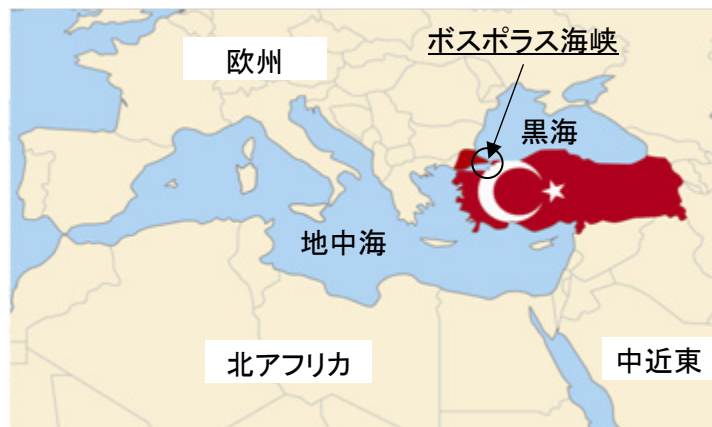 ボスポラス海峡
欧州
黒海
地中海
北アフリカ
中近東